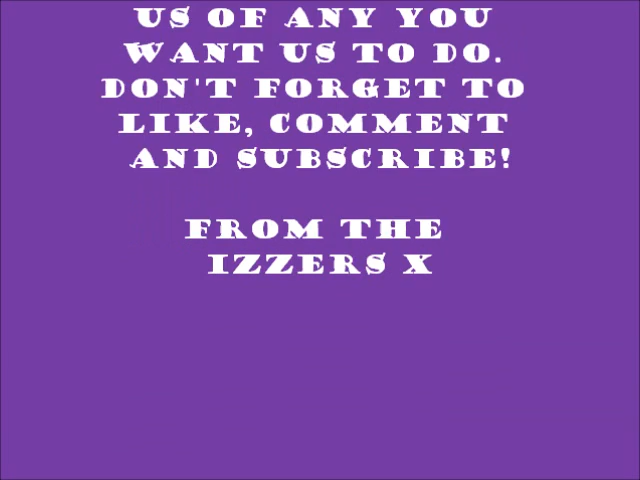 US OF ANY YOU
WANT US TO DO.
DON'T FORGET TO
LIKE, COMMENT
AND SUBSCRIBE!
FROM THE
IZZERS X